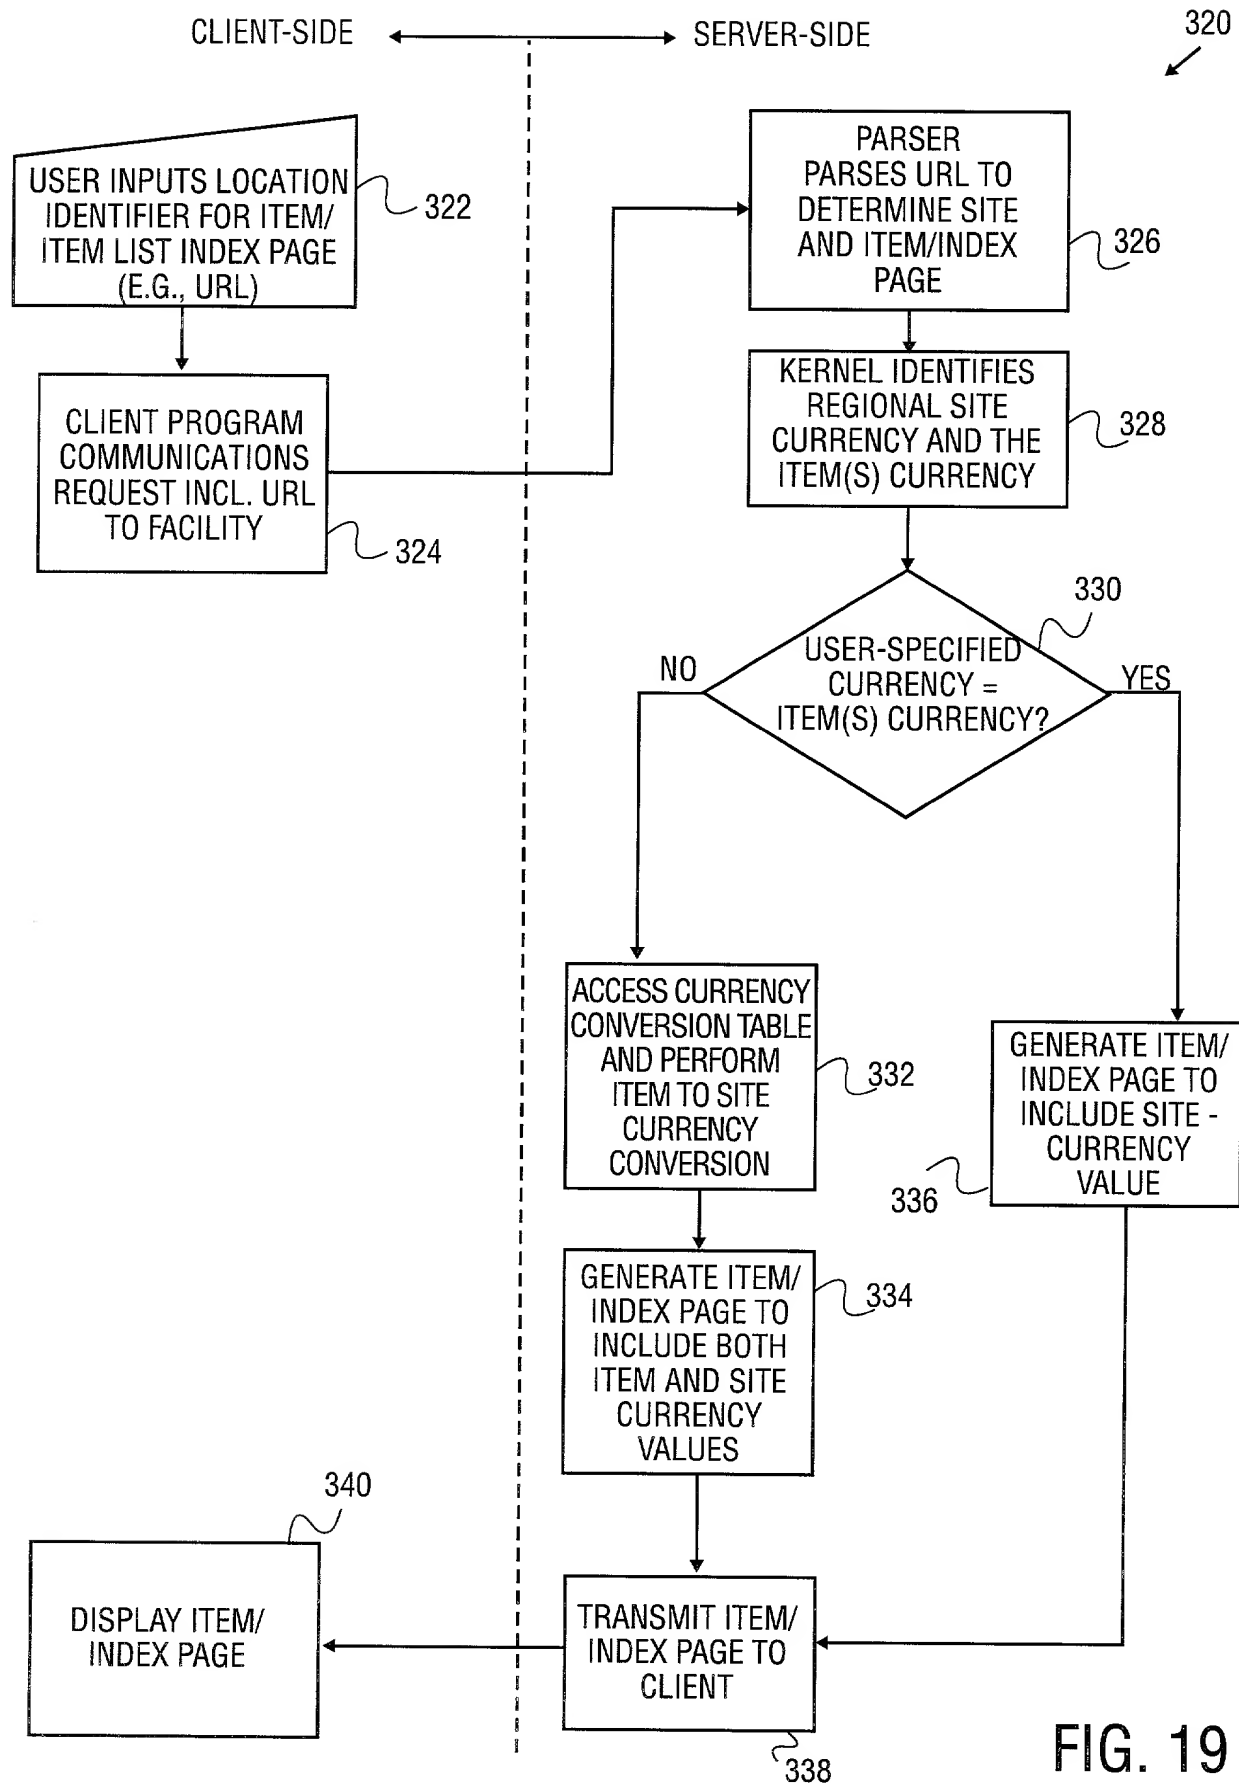 CLIENT-SIDE
SERVER-SIDE
320
USER INPUTS LOCATION
IDENTIFIER FOR ITEM/
ITEM LIST INDEX PAGE
(E.G., URL)
322
CLIENT PROGRAM
COMMUNICATIONS
REQUEST INCL. URL
TO FACILITY
324
PARSER
PARSES URL TO
DETERMINE SITE
AND ITEM/INDEX
PAGE
326
KERNEL IDENTIFIES
REGIONAL SITE
CURRENCY AND THE
ITEM(S) CURRENCY
328
330
USER-SPECIFIED
CURRENCY =
ITEM(S) CURRENCY?
NO
YES
ACCESS CURRENCY
CONVERSION TABLE
AND PERFORM
ITEM TO SITE
CURRENCY
CONVERSION
332
GENERATE ITEM/
INDEX PAGE TO
INCLUDE SITE -
CURRENCY
VALUE
336
GENERATE ITEM/
INDEX PAGE TO
INCLUDE BOTH
ITEM AND SITE
CURRENCY
VALUES
334
340
DISPLAY ITEM/
INDEX PAGE
TRANSMIT ITEM/
INDEX PAGE TO
CLIENT
338
FIG. 19